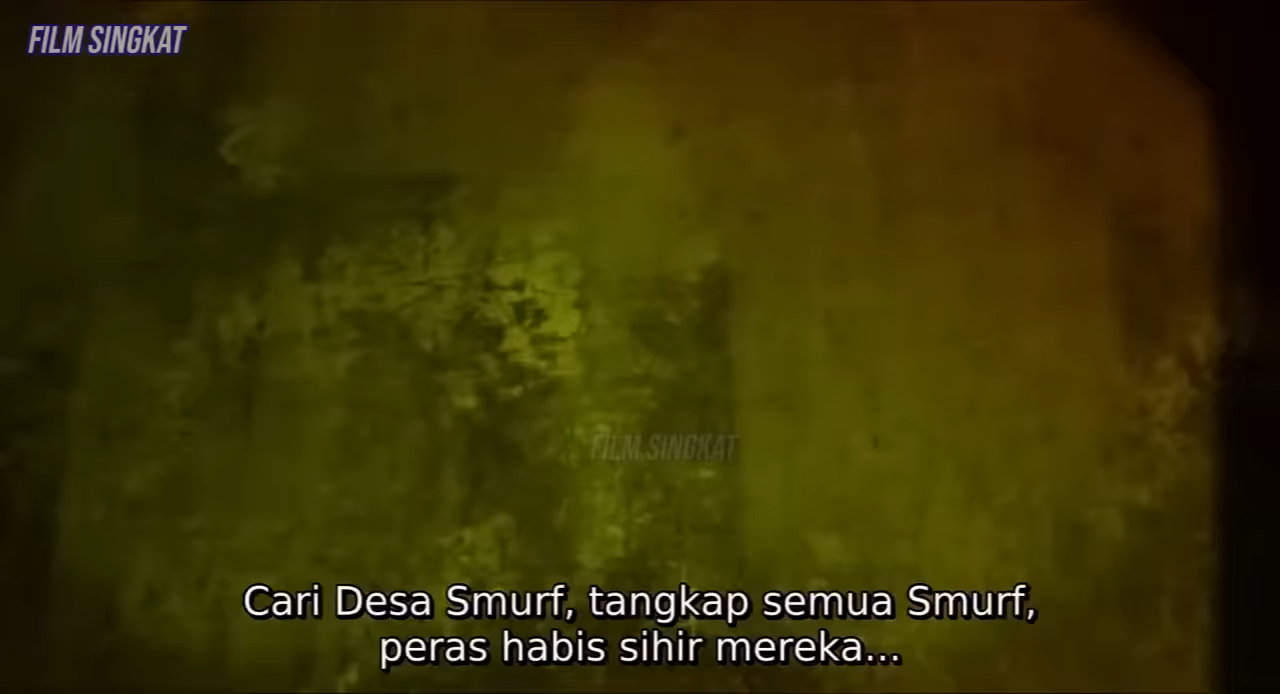 FILM SINGKAT
FILM SINGKAT
Cari Desa Smurf, tangkap semua Smurf,
peras habis sihir mereka...